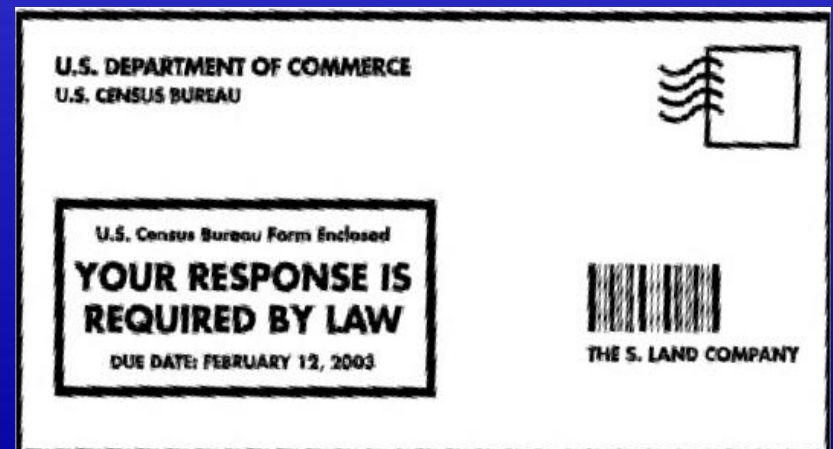 U.S. DEPARTMENT OF COMMERCE
U.S. CENSUS BUREAU
U.S. Census Bureau Form Enclosed
YOUR RESPONSE IS
REQUIRED BY LAW
DUE DATE: FEBRUARY 12, 2003
THE S. LAND COMPANY